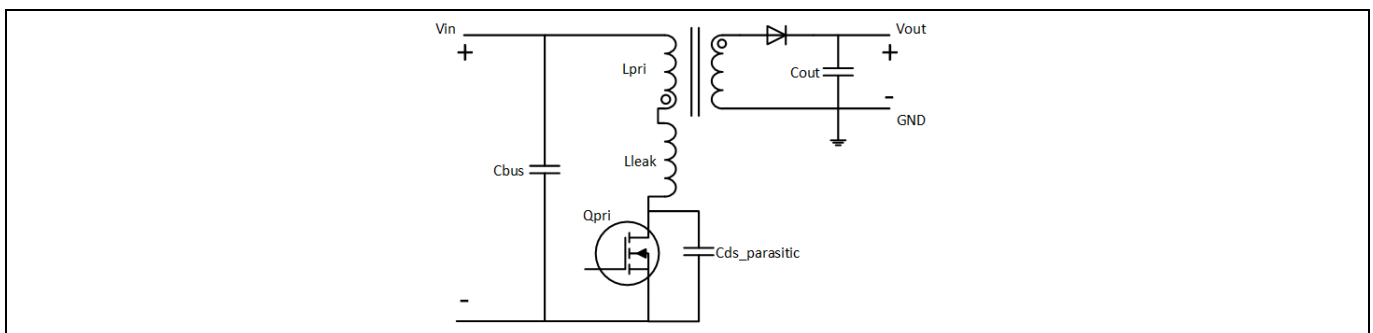 Vin
+
Vout
+
Lpri
Cout
-
GND
Lleak
Cbus
Qpri
Cds_parasitic
-